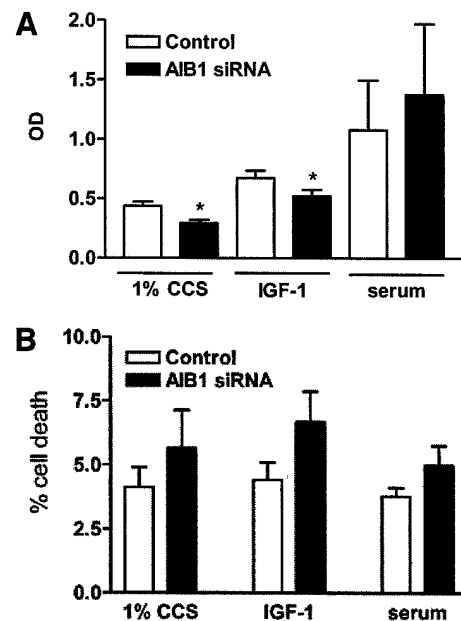 A
2.0
Control
AIB1 siRNA
1.5
OD
1.0
*
*
0.5
0.0
1% CCS IGF-1 serum
B
10.0
Control
AIB1 siRNA
7.5
% cell death
5.0
2.5
0.0
1% CCS IGF-1 serum